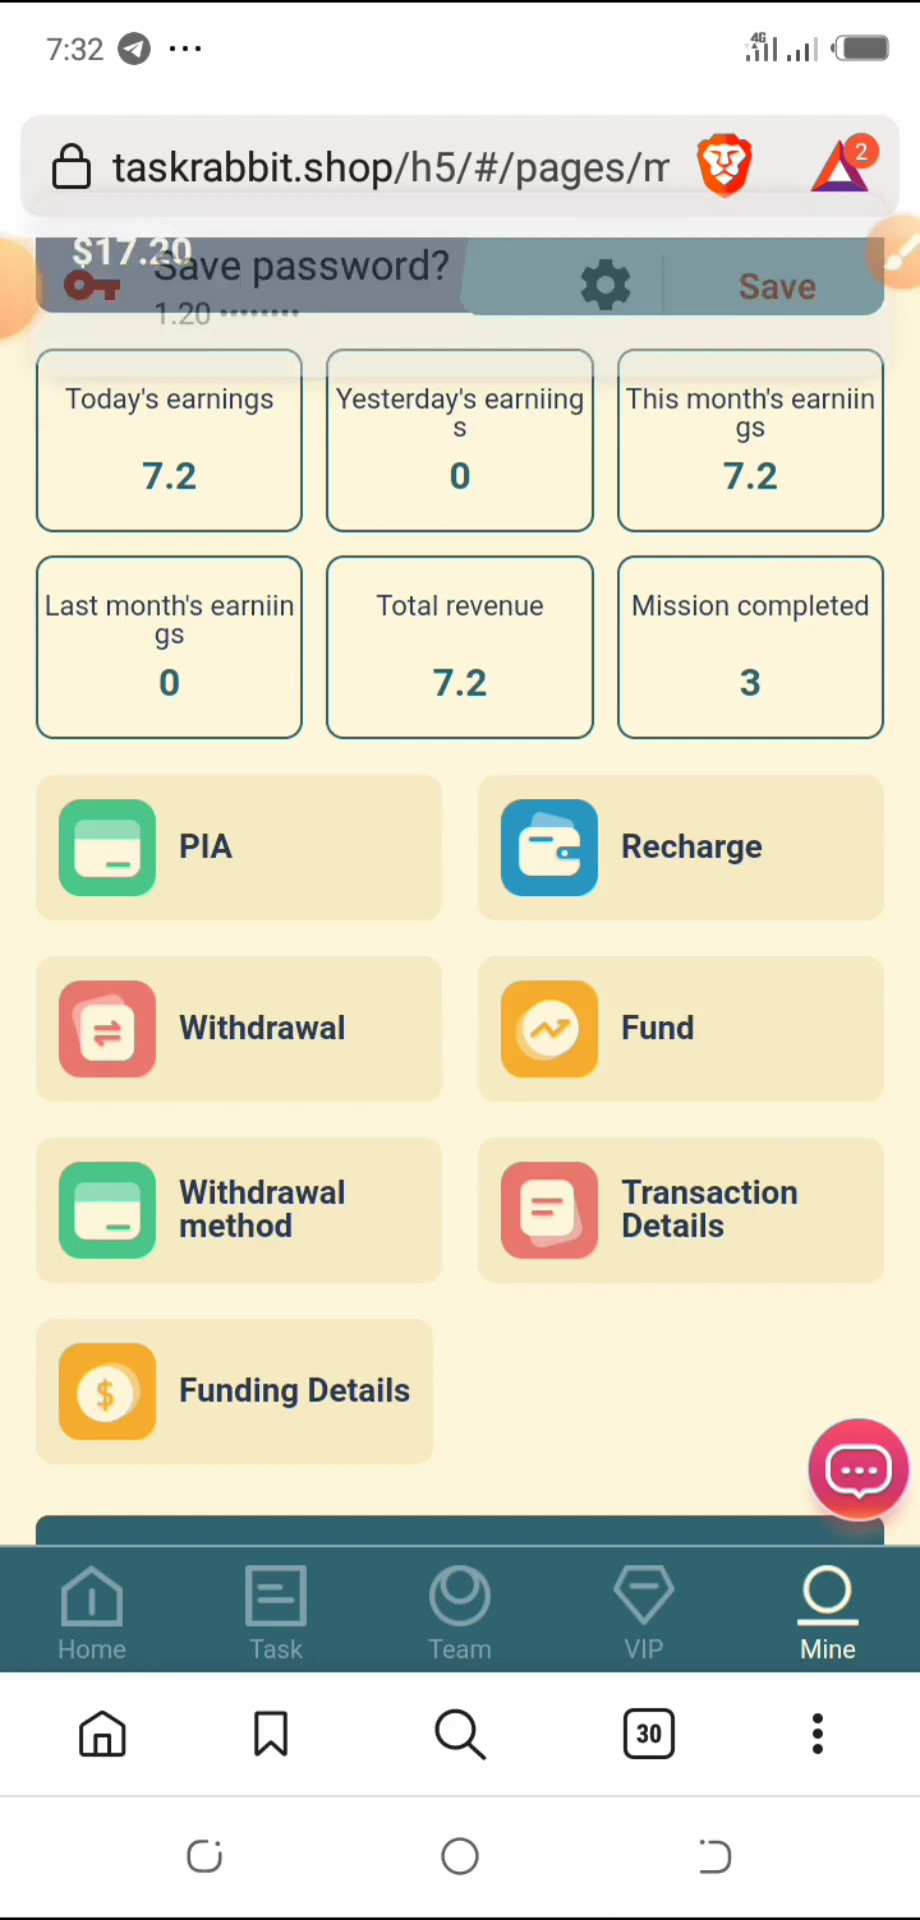 7:32
4G
taskrabbit.shop/h5/#/pages/m
2
$17.20
Save password?
Save
1.20 ••••••••
Today's earnings
7.2
Yesterday's earniing
s
0
This month's earniin
gs
7.2
Last month's earniin
gs
0
Total revenue
7.2
Mission completed
3
PIA
Recharge
Withdrawal
Fund
Withdrawal
method
Transaction
Details
$
Funding Details
Home
Task
Team
VIP
Mine
30